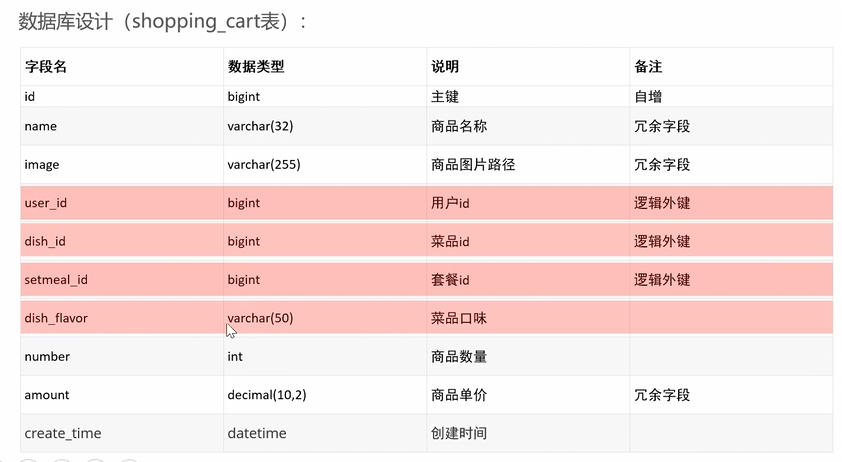 数据库设计（shopping_cart表）：
字段名 数据类型 说明 备注
id bigint 主键 自增
name varchar(32) 商品名称 冗余字段
image varchar(255) 商品图片路径 冗余字段
user_id bigint 用户id 逻辑外键
dish_id bigint 菜品id 逻辑外键
setmeal_id bigint 套餐id 逻辑外键
dish_flavor varchar(50) 菜品口味
number int 商品数量
amount decimal(10,2) 商品单价 冗余字段
create_time datetime 创建时间